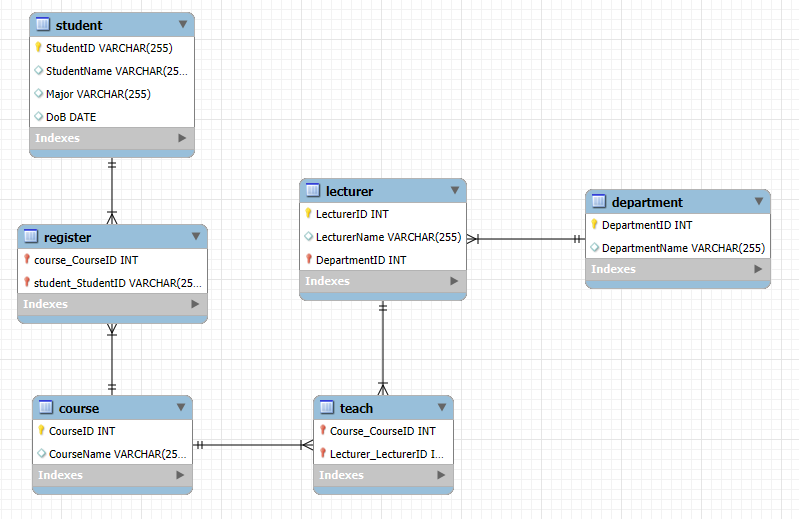 student
StudentID VARCHAR(255)
StudentName VARCHAR(25...
Major VARCHAR(255)
DoB DATE
Indexes
register
course_CourseID INT
student_StudentID VARCHAR(25...
Indexes
course
CourseID INT
CourseName VARCHAR(25...
Indexes
lecturer
LecturerID INT
LecturerName VARCHAR(255)
DepartmentID INT
Indexes
teach
Course_CourseID INT
Lecturer_LecturerID I...
Indexes
department
DepartmentID INT
DepartmentName VARCHAR(255)
Indexes